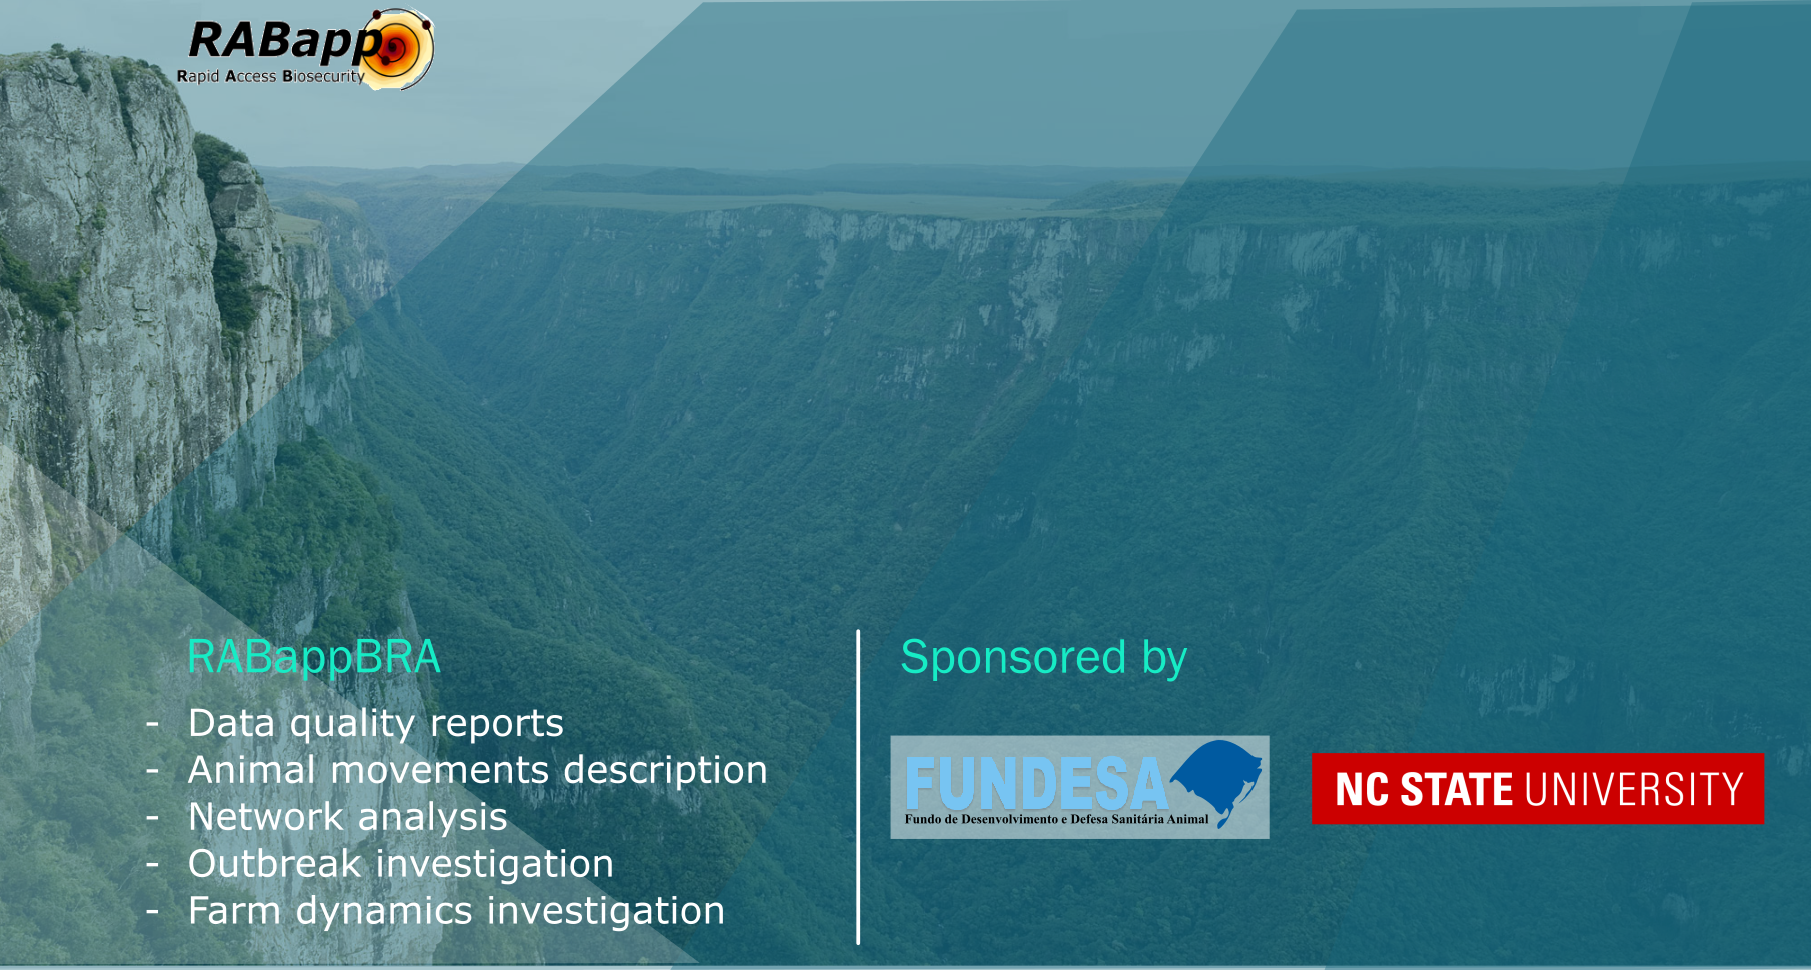 RABapp
Rapid Access Biosecurity
RABappBRA
- Data quality reports
- Animal movements description
- Network analysis
- Outbreak investigation
- Farm dynamics investigation
Sponsored by
FUNDESA
Fundo de Desenvolvimento e Defesa Sanitária Animal
NC STATE UNIVERSITY